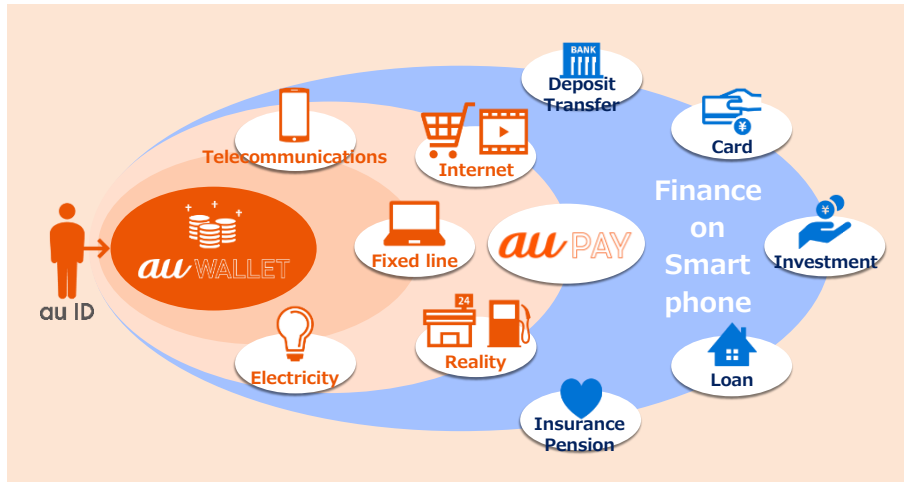 BANK
Deposit
Transfer
Telecommunications
Internet
¥
Card
au WALLET
Fixed line
au PAY
Finance
on
Smart
phone
¥
Investment
au ID
24
Electricity
Reality
Loan
Insurance
Pension